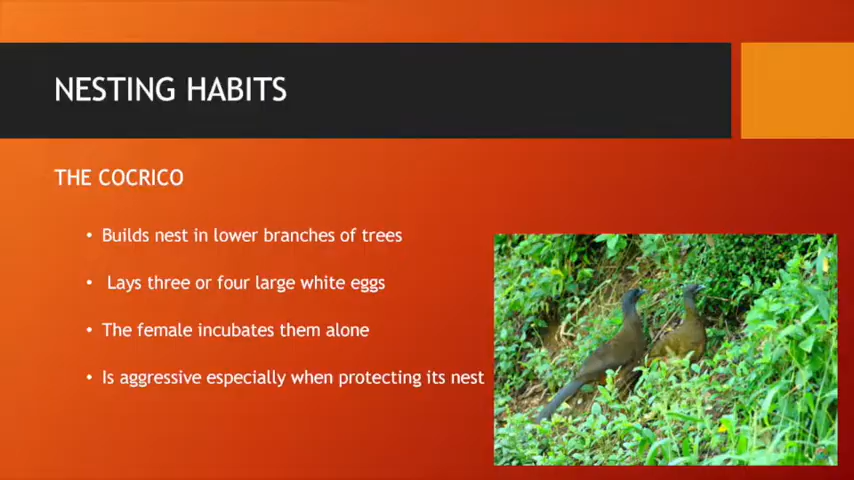 NESTING HABITS
THE COCRICO
• Builds nest in lower branches of trees
• Lays three or four large white eggs
• The female incubates them alone
• Is aggressive especially when protecting its nest